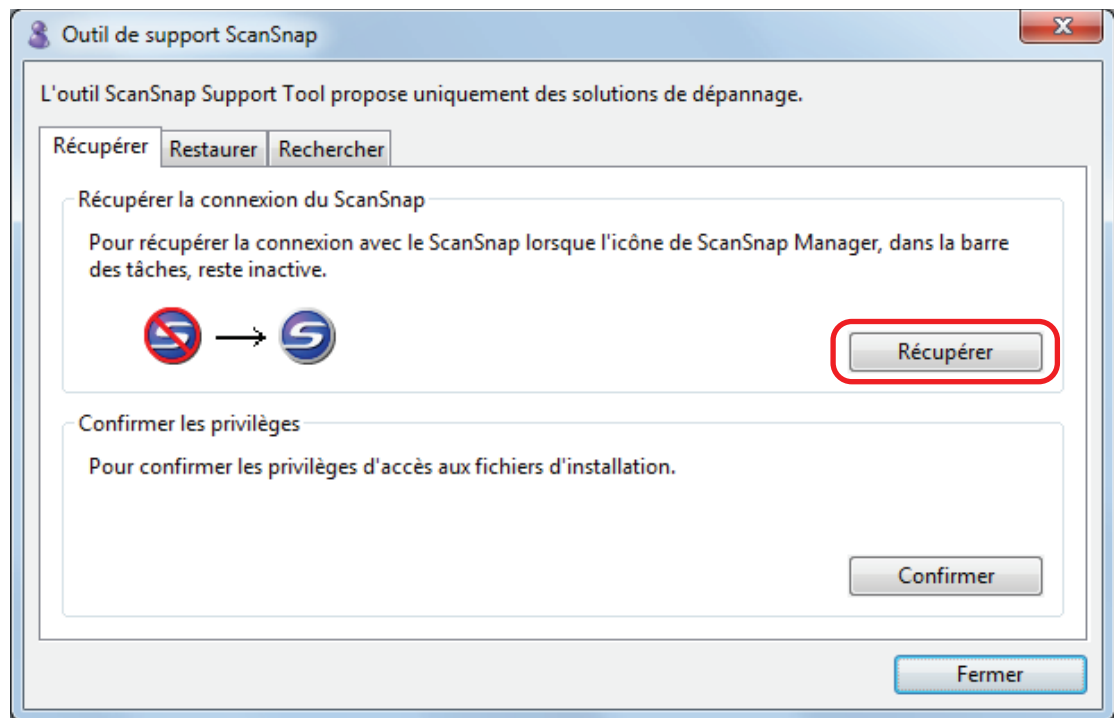 Outil de support ScanSnap
L'outil ScanSnap Support Tool propose uniquement des solutions de dépannage.
Récupérer Restaurer Rechercher
Récupérer la connexion du ScanSnap
Pour récupérer la connexion avec le ScanSnap lorsque l'icône de ScanSnap Manager, dans la barre
des tâches, reste inactive.
Récupérer
Confirmer les privilèges
Pour confirmer les privilèges d'accès aux fichiers d'installation.
Confirmer
Fermer